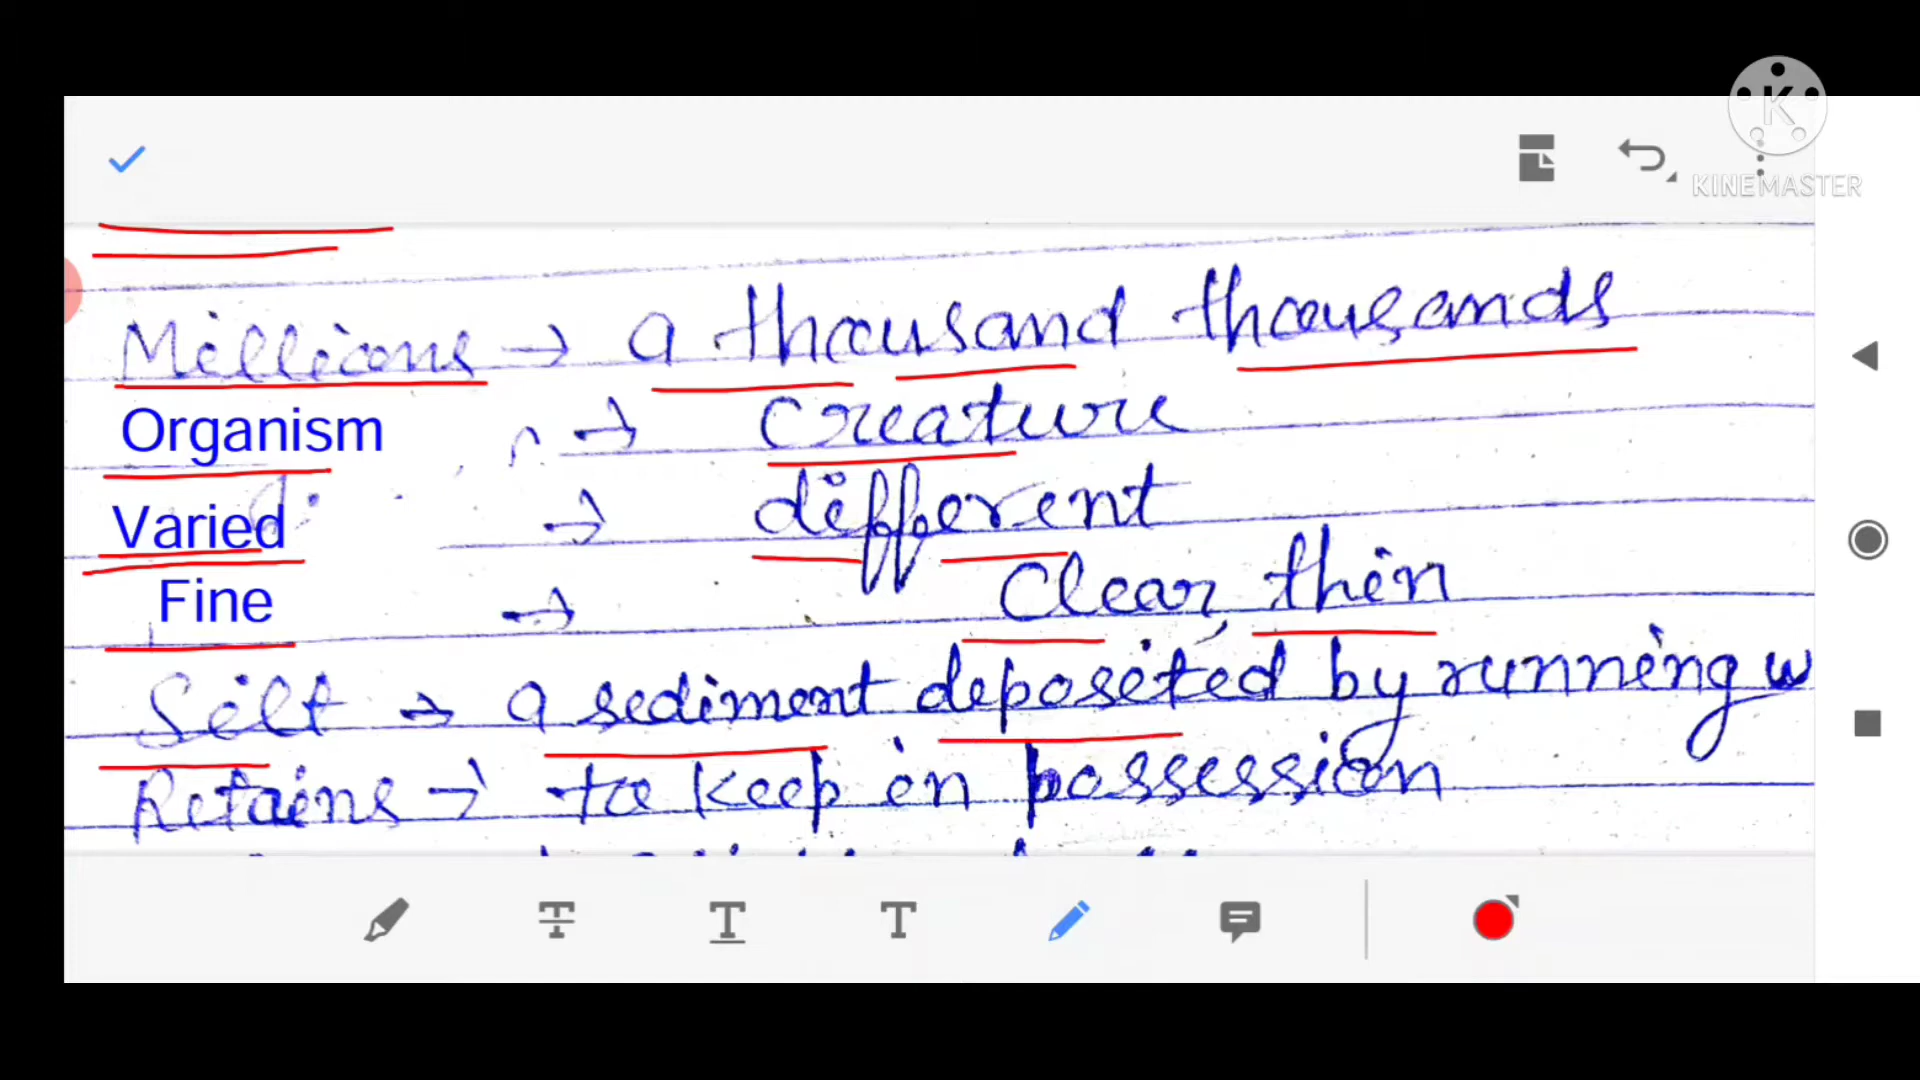 KINEMASTER
Millions → a thousand thousands
Organism → Creature
Varied → different
Fine → Clear, thin
Silt → a sediment deposited by running w
Retains → to keep in possession